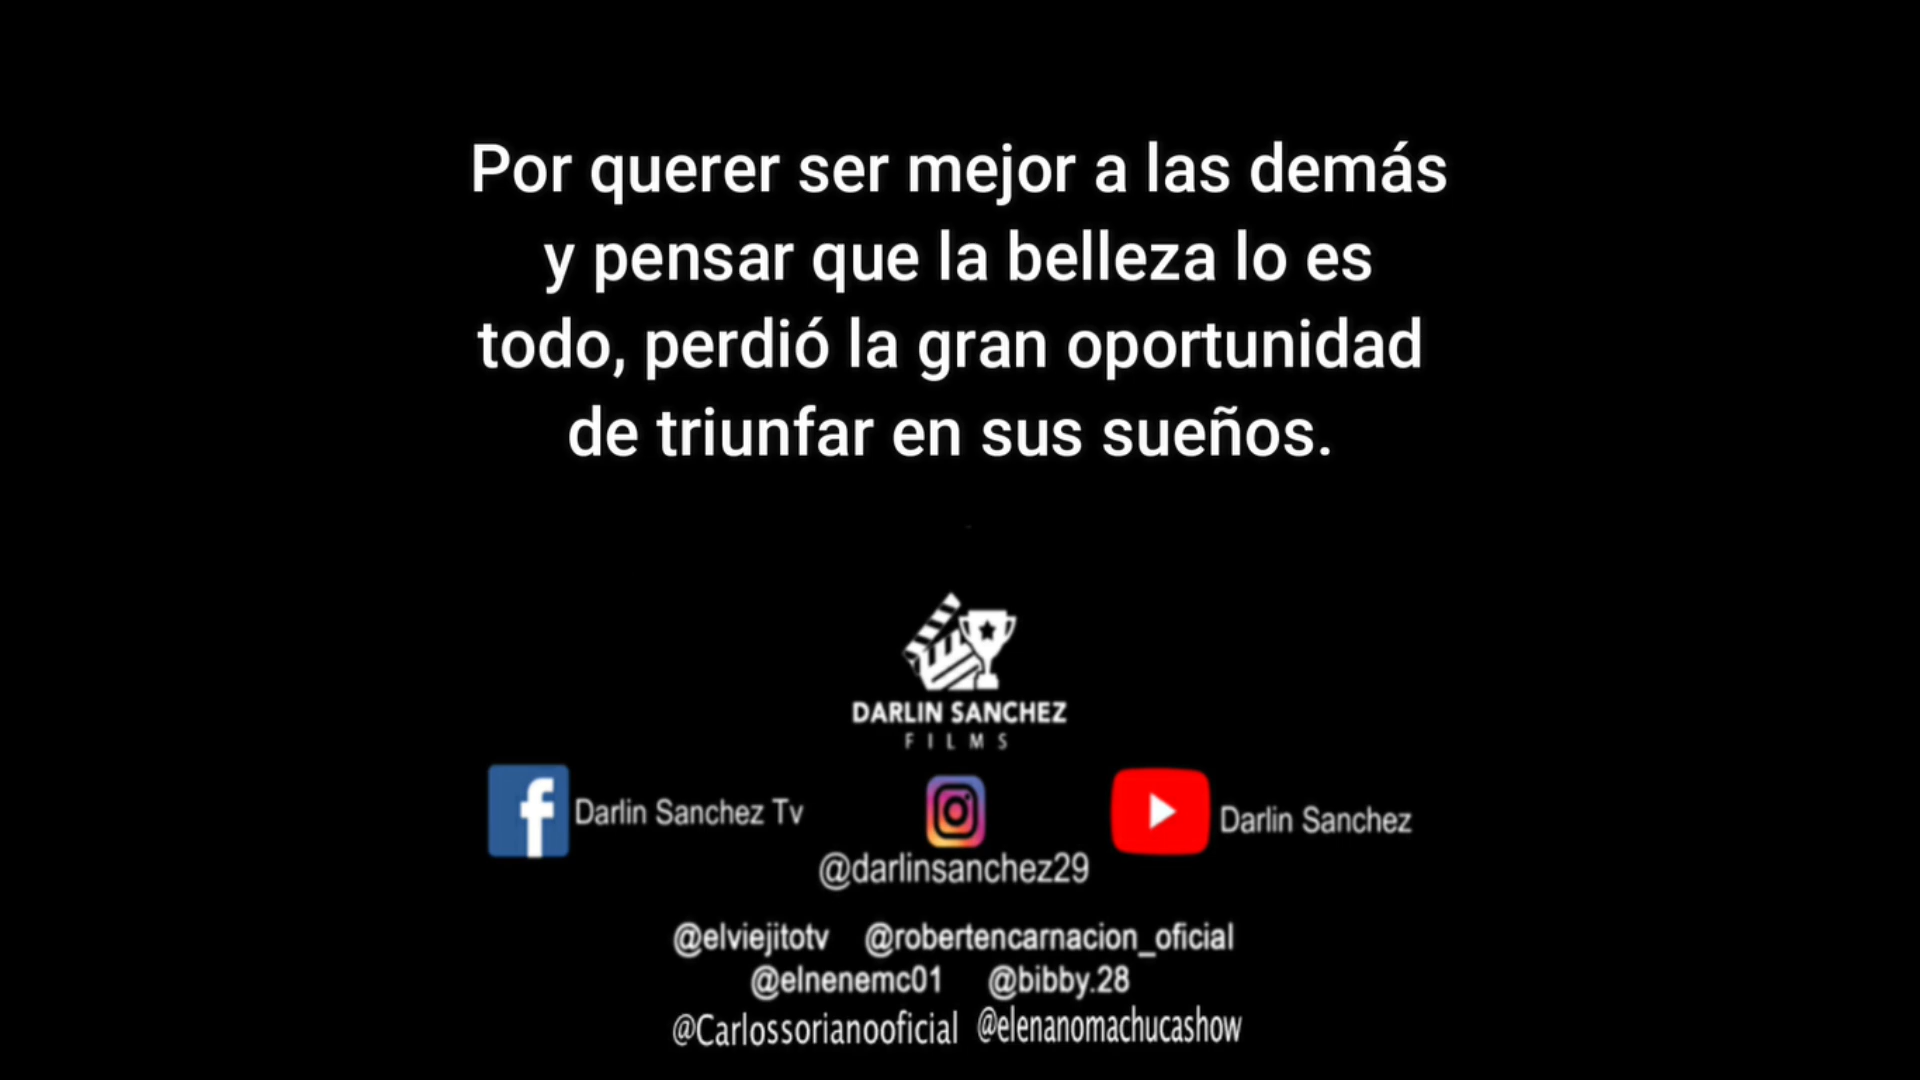 Por querer ser mejor a las demás
y pensar que la belleza lo es
todo, perdió la gran oportunidad
de triunfar en sus sueños.
DARLIN SANCHEZ
FILMS
Darlin Sanchez Tv
Darlin Sanchez
@darlinsanchez29
@elviejitotv @robertencarnacion_oficial
@elnenemc01 @bibby.28
@Carlossorianooficial @elenanomachucashow